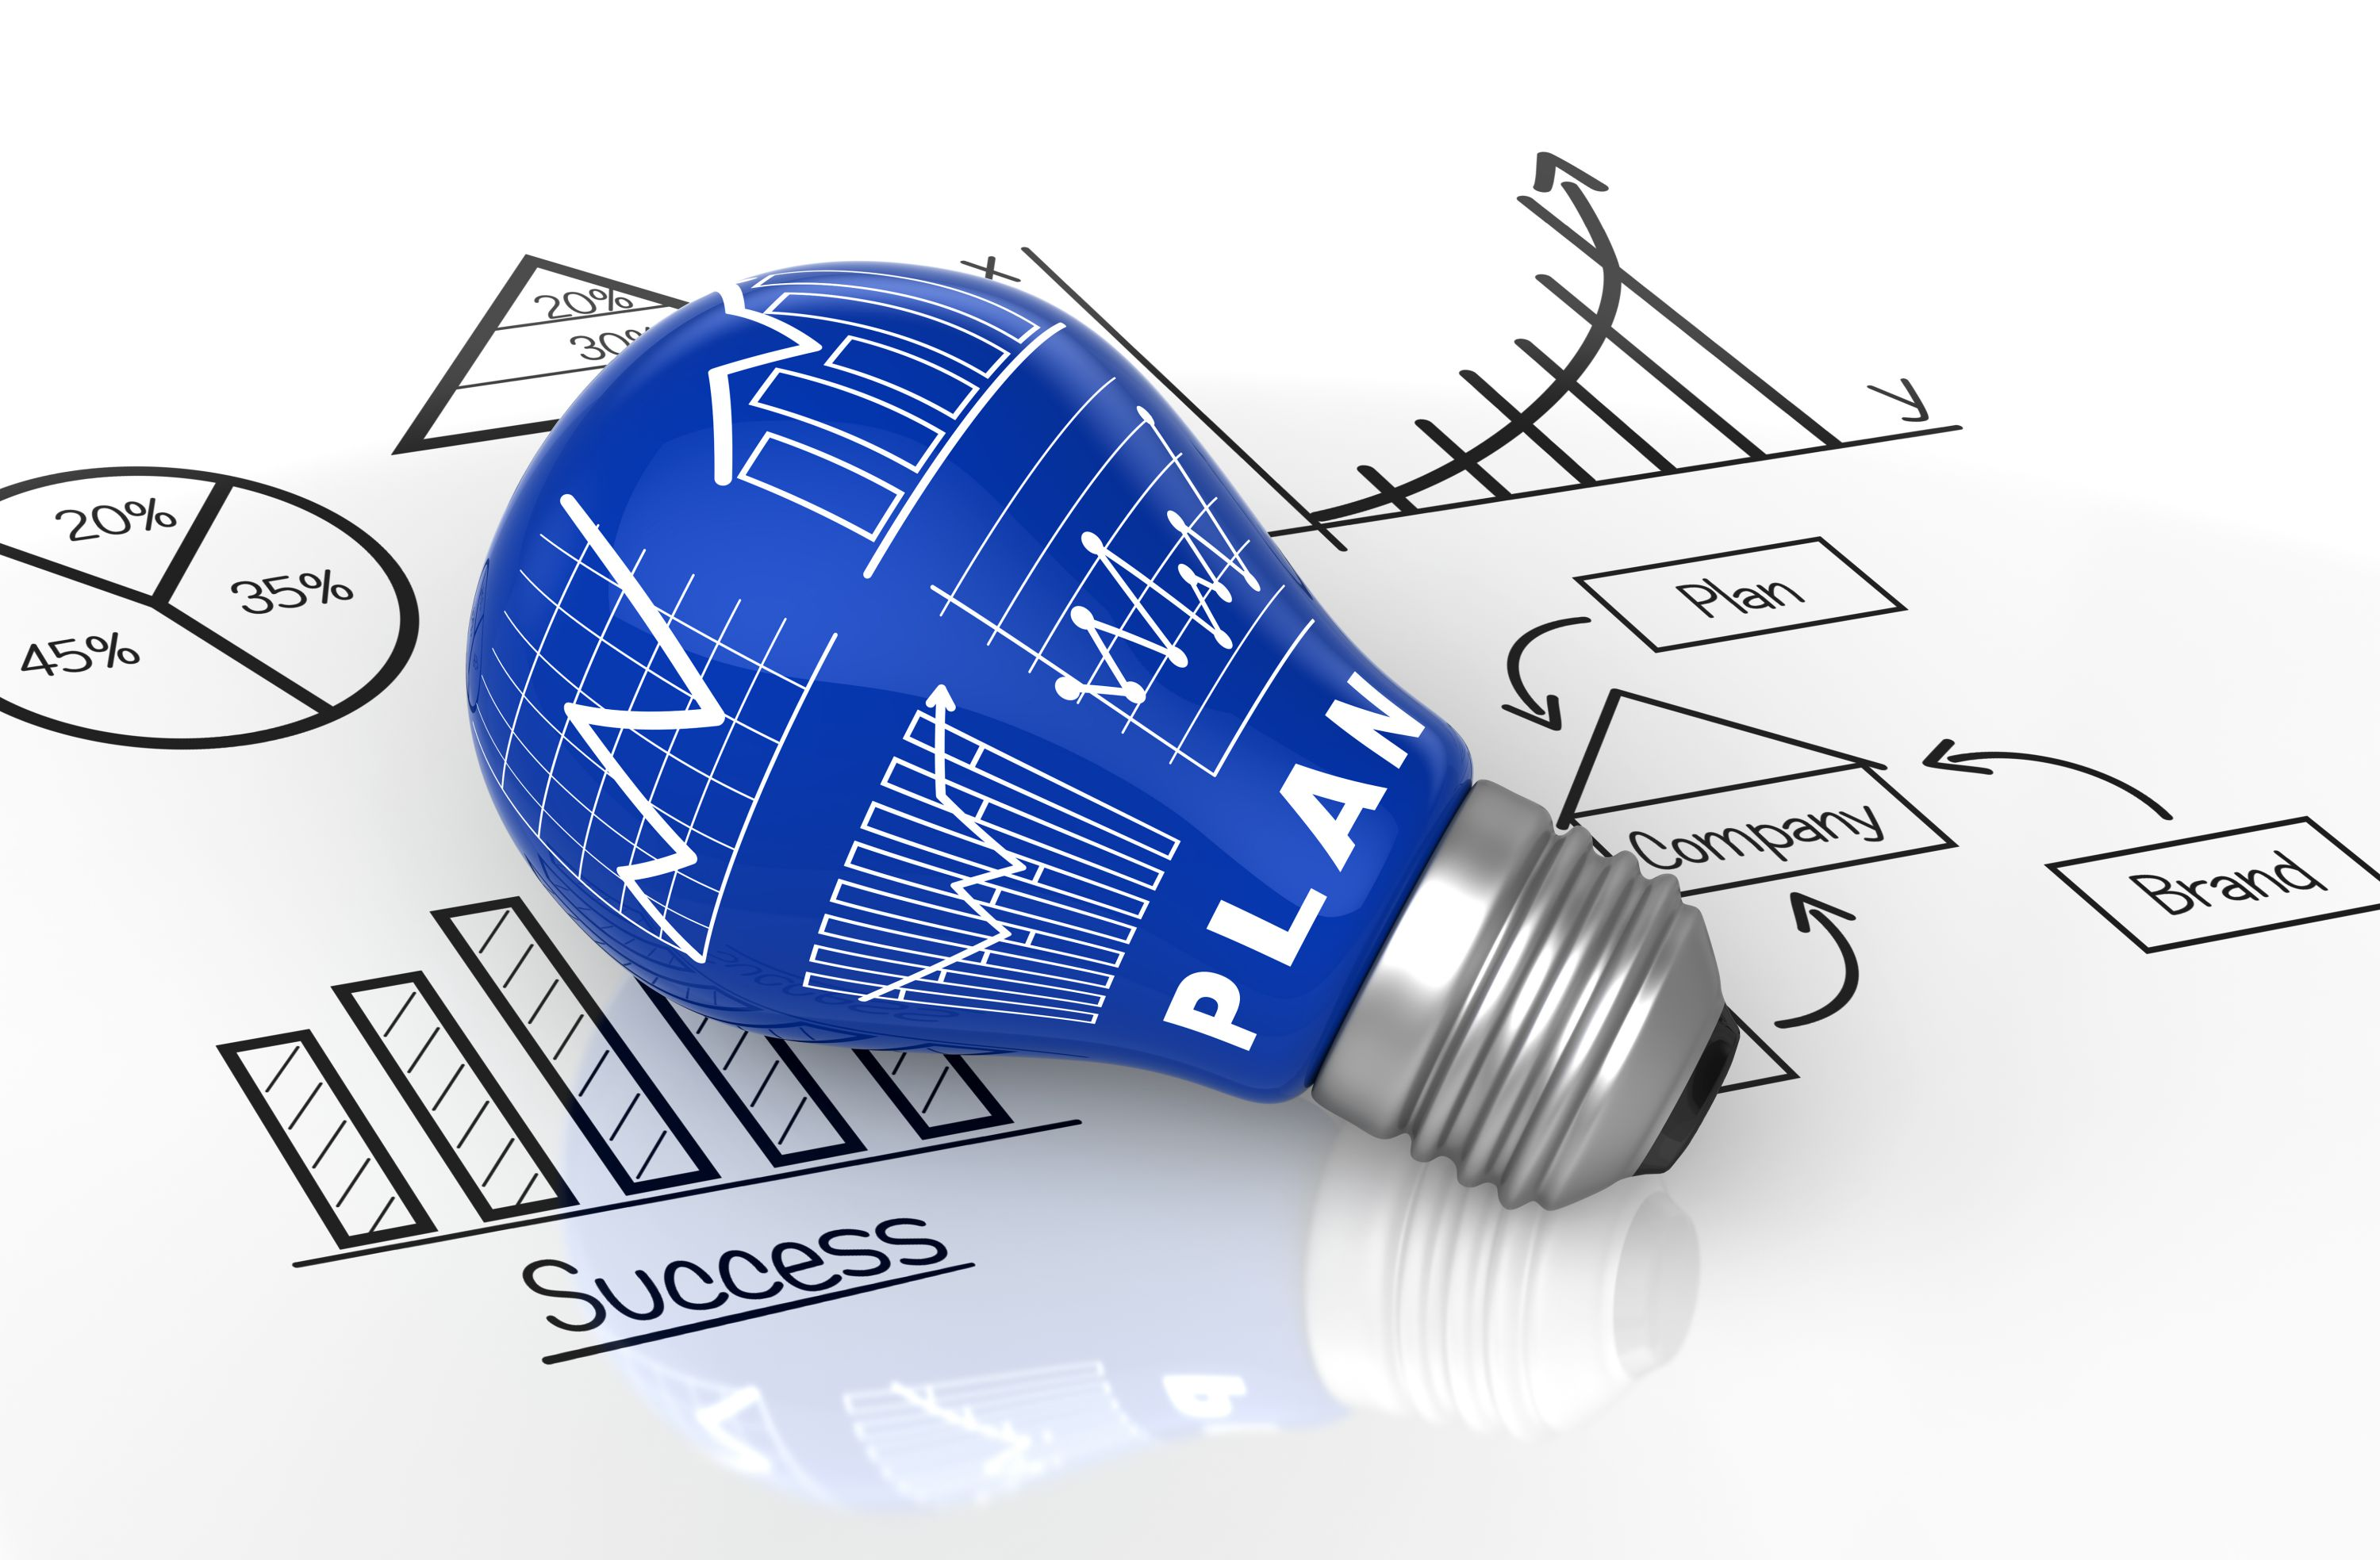 20%
30%
20%
35%
45%
x
y
Plan
Company
Brand
PLAN
Success